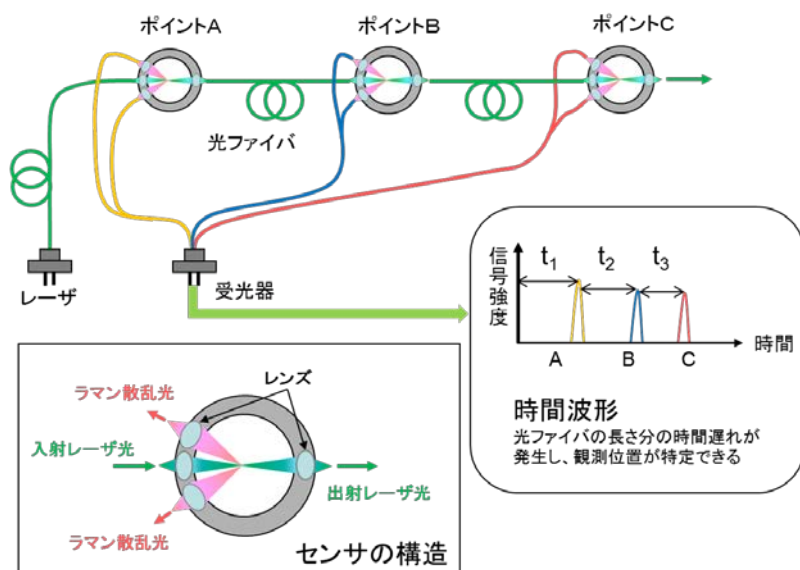 ポイントA
ポイントB
ポイントC
光ファイバ
レーザ
受光器
信号強度
t1
t2
t3
時間
A
B
C
時間波形
光ファイバの長さ分の時間遅れが
発生し、観測位置が特定できる
レンズ
ラマン散乱光
入射レーザ光
出射レーザ光
ラマン散乱光
センサの構造